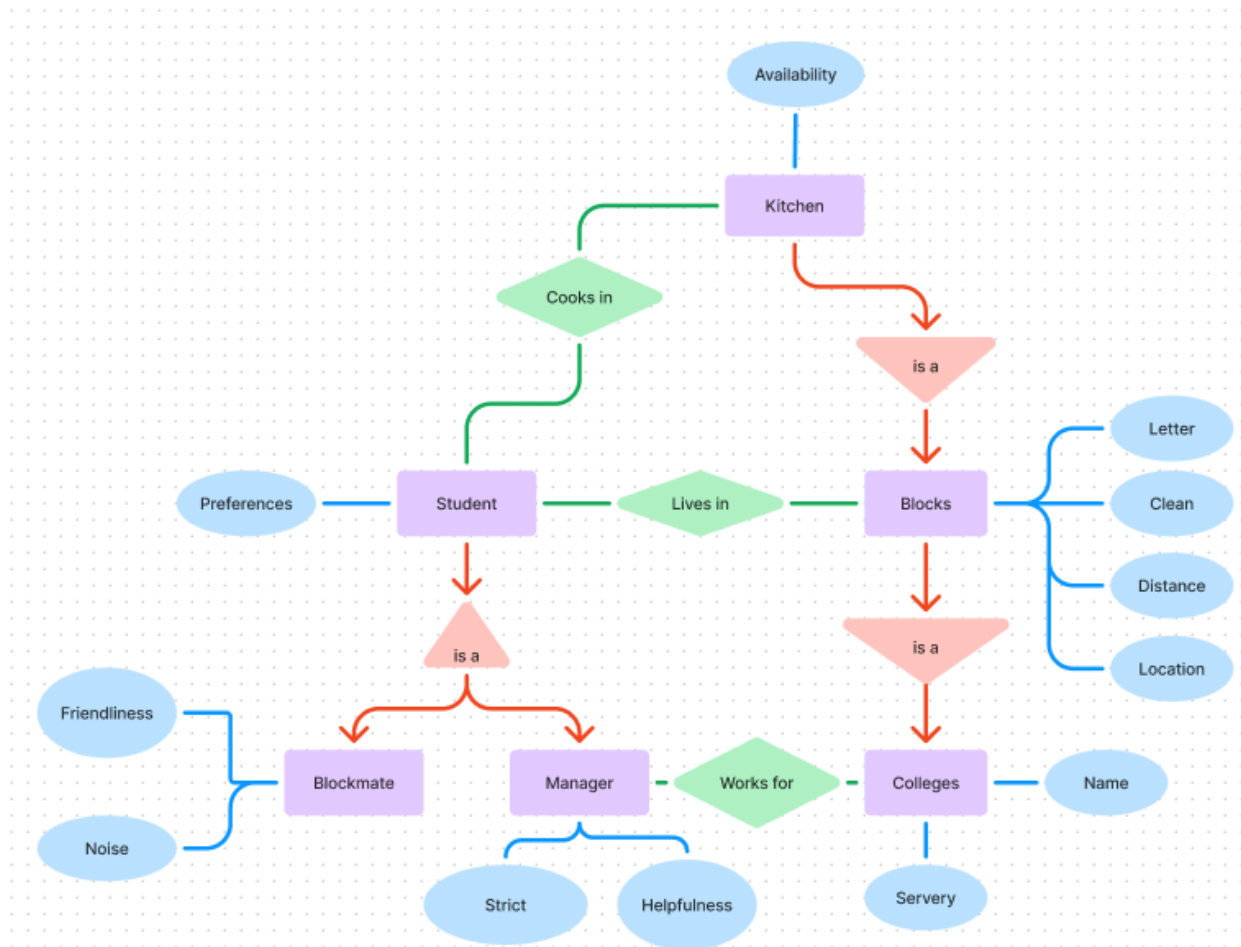 Availability
Kitchen
Cooks in
is a
Letter
Preferences
Student
Lives in
Blocks
Clean
Distance
is a
is a
Location
Friendliness
Blockmate
Manager
Works for
Colleges
Name
Noise
Strict
Helpfulness
Servery